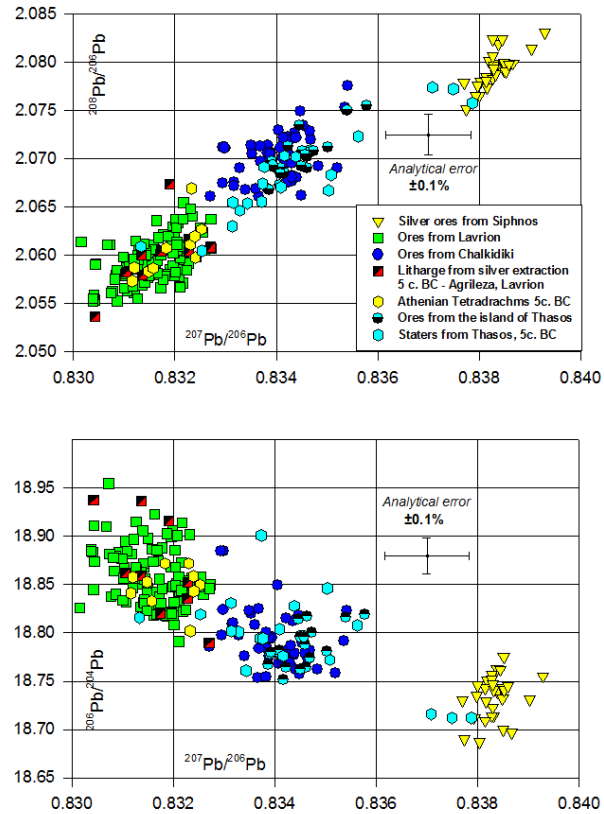 2.085
2.080
2.075
2.070
2.065
2.060
2.055
2.050
²⁰⁸Pb/²⁰⁶Pb
Analytical error
±0.1%
Silver ores from Siphnos
Ores from Lavrion
Ores from Chalkidiki
Litharge from silver extraction
5 c. BC - Agrileza, Lavrion
Athenian Tetradrachms 5c. BC
Ores from the island of Thasos
Staters from Thasos, 5c. BC
²⁰⁷Pb/²⁰⁶Pb
0.830 0.832 0.834 0.836 0.838 0.840
18.95
18.90
18.85
18.80
18.75
18.70
18.65
Analytical error
±0.1%
²⁰⁶Pb/²⁰⁴Pb
²⁰⁷Pb/²⁰⁶Pb
0.830 0.832 0.834 0.836 0.838 0.840